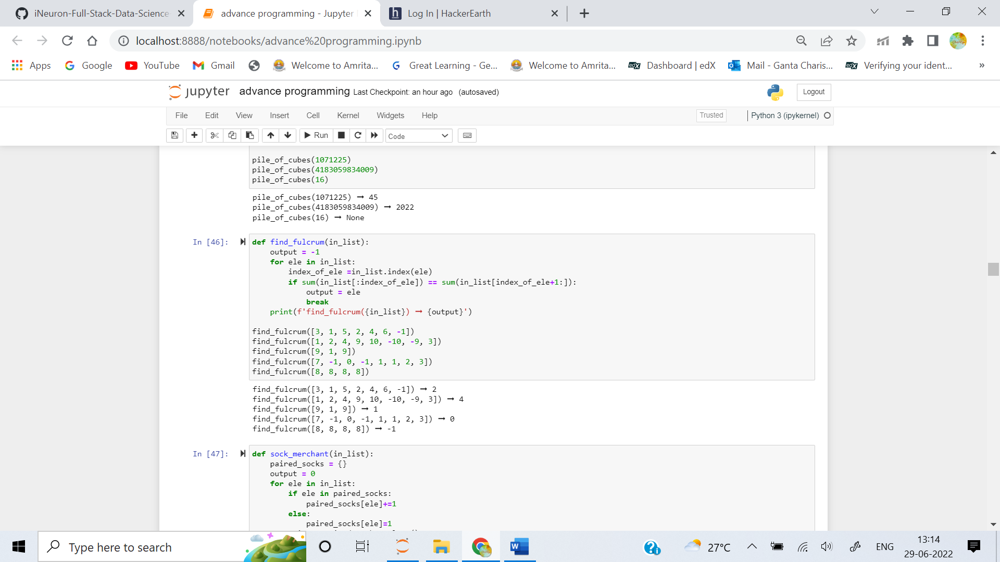 iNeuron-Full-Stack-Data-Science
advance programming - Jupyter
h Log In | HackerEarth
localhost:8888/notebooks/advance%20programming.ipynb
Apps Google YouTube Gmail Welcome to Amrita... Great Learning - Ge... Welcome to Amrita... edX Dashboard | edX Mail - Ganta Charis... edX Verifying your ident... »
jupyter advance programming Last Checkpoint: an hour ago (autosaved) Logout
File Edit View Insert Cell Kernel Widgets Help Trusted Python 3 (ipykernel)
Run Code
pile_of_cubes(1071225)
pile_of_cubes(4183059834009)
pile_of_cubes(16)
pile_of_cubes(1071225) ➞ 45
pile_of_cubes(4183059834009) ➞ 2022
pile_of_cubes(16) ➞ None
In [46]: def find_fulcrum(in_list):
    output = -1
    for ele in in_list:
        index_of_ele =in_list.index(ele)
        if sum(in_list[:index_of_ele]) == sum(in_list[index_of_ele+1:]):
            output = ele
            break
    print(f'find_fulcrum({in_list}) ➞ {output}')
find_fulcrum([3, 1, 5, 2, 4, 6, -1])
find_fulcrum([1, 2, 4, 9, 10, -10, -9, 3])
find_fulcrum([9, 1, 9])
find_fulcrum([7, -1, 0, -1, 1, 1, 2, 3])
find_fulcrum([8, 8, 8, 8])
find_fulcrum([3, 1, 5, 2, 4, 6, -1]) ➞ 2
find_fulcrum([1, 2, 4, 9, 10, -10, -9, 3]) ➞ 4
find_fulcrum([9, 1, 9]) ➞ 1
find_fulcrum([7, -1, 0, -1, 1, 1, 2, 3]) ➞ 0
find_fulcrum([8, 8, 8, 8]) ➞ -1
In [47]: def sock_merchant(in_list):
    paired_socks = {}
    output = 0
    for ele in in_list:
        if ele in paired_socks:
            paired_socks[ele]+=1
        else:
            paired_socks[ele]=1
Type here to search
W
27°C
ENG
13:14
29-06-2022